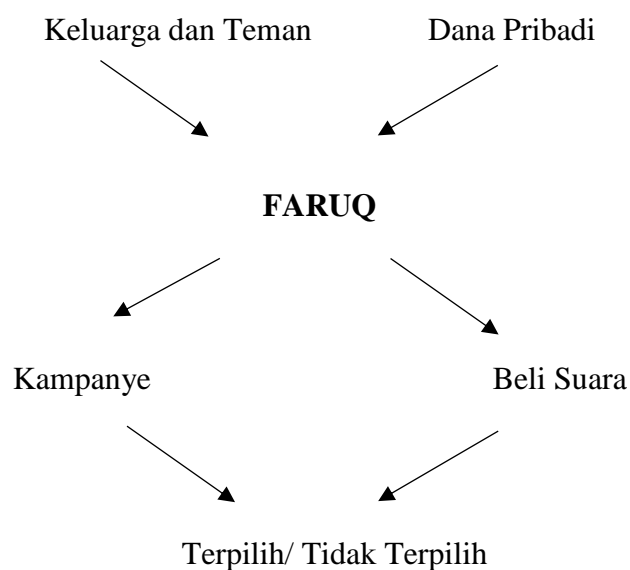 Keluarga dan Teman Dana Pribadi
FARUQ
Kampanye Beli Suara
Terpilih/ Tidak Terpilih